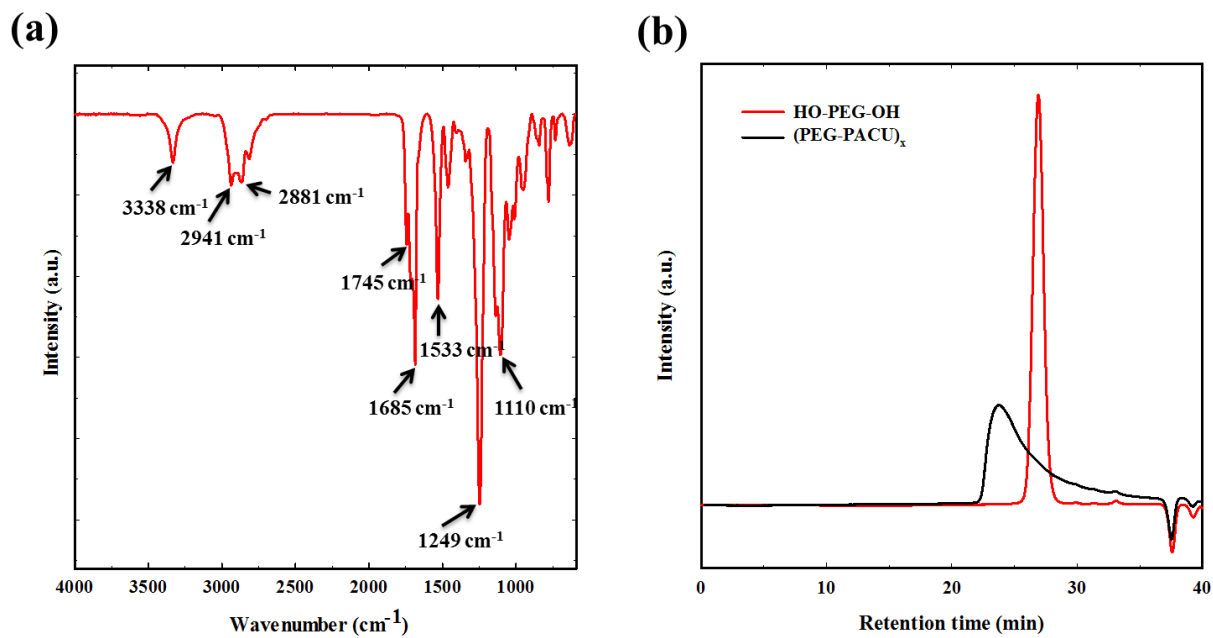 (a)
3338 cm-1
2941 cm-1
2881 cm-1
1745 cm-1
1685 cm-1
1533 cm-1
1249 cm-1
1110 cm-1
Intensity (a.u.)
4000 3500 3000 2500 2000 1500 1000
Wavenumber (cm-1)
(b)
HO-PEG-OH
(PEG-PACU)x
Intensity (a.u.)
0 10 20 30 40
Retention time (min)